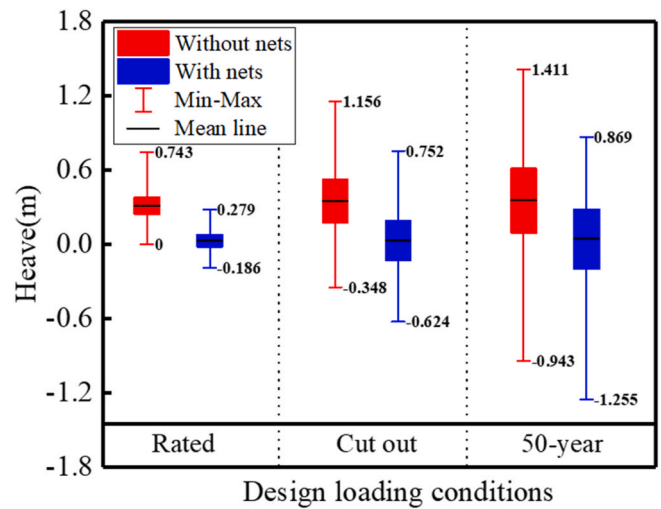 1.8
1.2
0.6
0.0
-0.6
-1.2
-1.8
Heave(m)
Without nets
With nets
Min-Max
Mean line
0.743
0
0.279
-0.186
1.156
-0.348
0.752
-0.624
1.411
-0.943
0.869
-1.255
Rated
Cut out
50-year
Design loading conditions